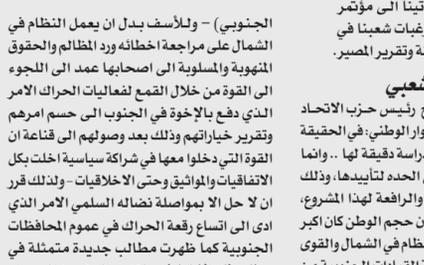 تينا الى مؤتمر
رغبات شعبنا في
ة وتقرير المصير.
شعبي
ح رئيس حزب الاتحاد
وار الوطني: في الحقيقة
دراسة دقيقة لها .. وانما
الحده لتأييدها، وذلك
والرافعة لهذا المشروع،
ن حجم الوطن كان اكبر
ظام في الشمال والقوى
الجنوبي) – وللأسف بدل ان يعمل النظام في
الشمال على مراجعة اخطائه ورد المظالم والحقوق
المنهوبة والمسلوبة الى اصحابها عمد الى اللجوء
الى القوة من خلال القمع لفعاليات الحراك الامر
الذي دفع بالإخوة في الجنوب الى حسم امرهم
وتقرير خياراتهم وذلك بعد وصولهم الى قناعة ان
القوة التي دخلوا معها في شراكة سياسية اخلت بكل
الاتفاقيات والمواثيق وحتى الاخلاقيات – ولذلك قرر
ان لا حل الا بمواصلة نضاله السلمي الامر الذي
ادى الى اتساع رقعة الحراك في عموم المحافظات
الجنوبية كما ظهرت مطالب جديدة متمثلة في